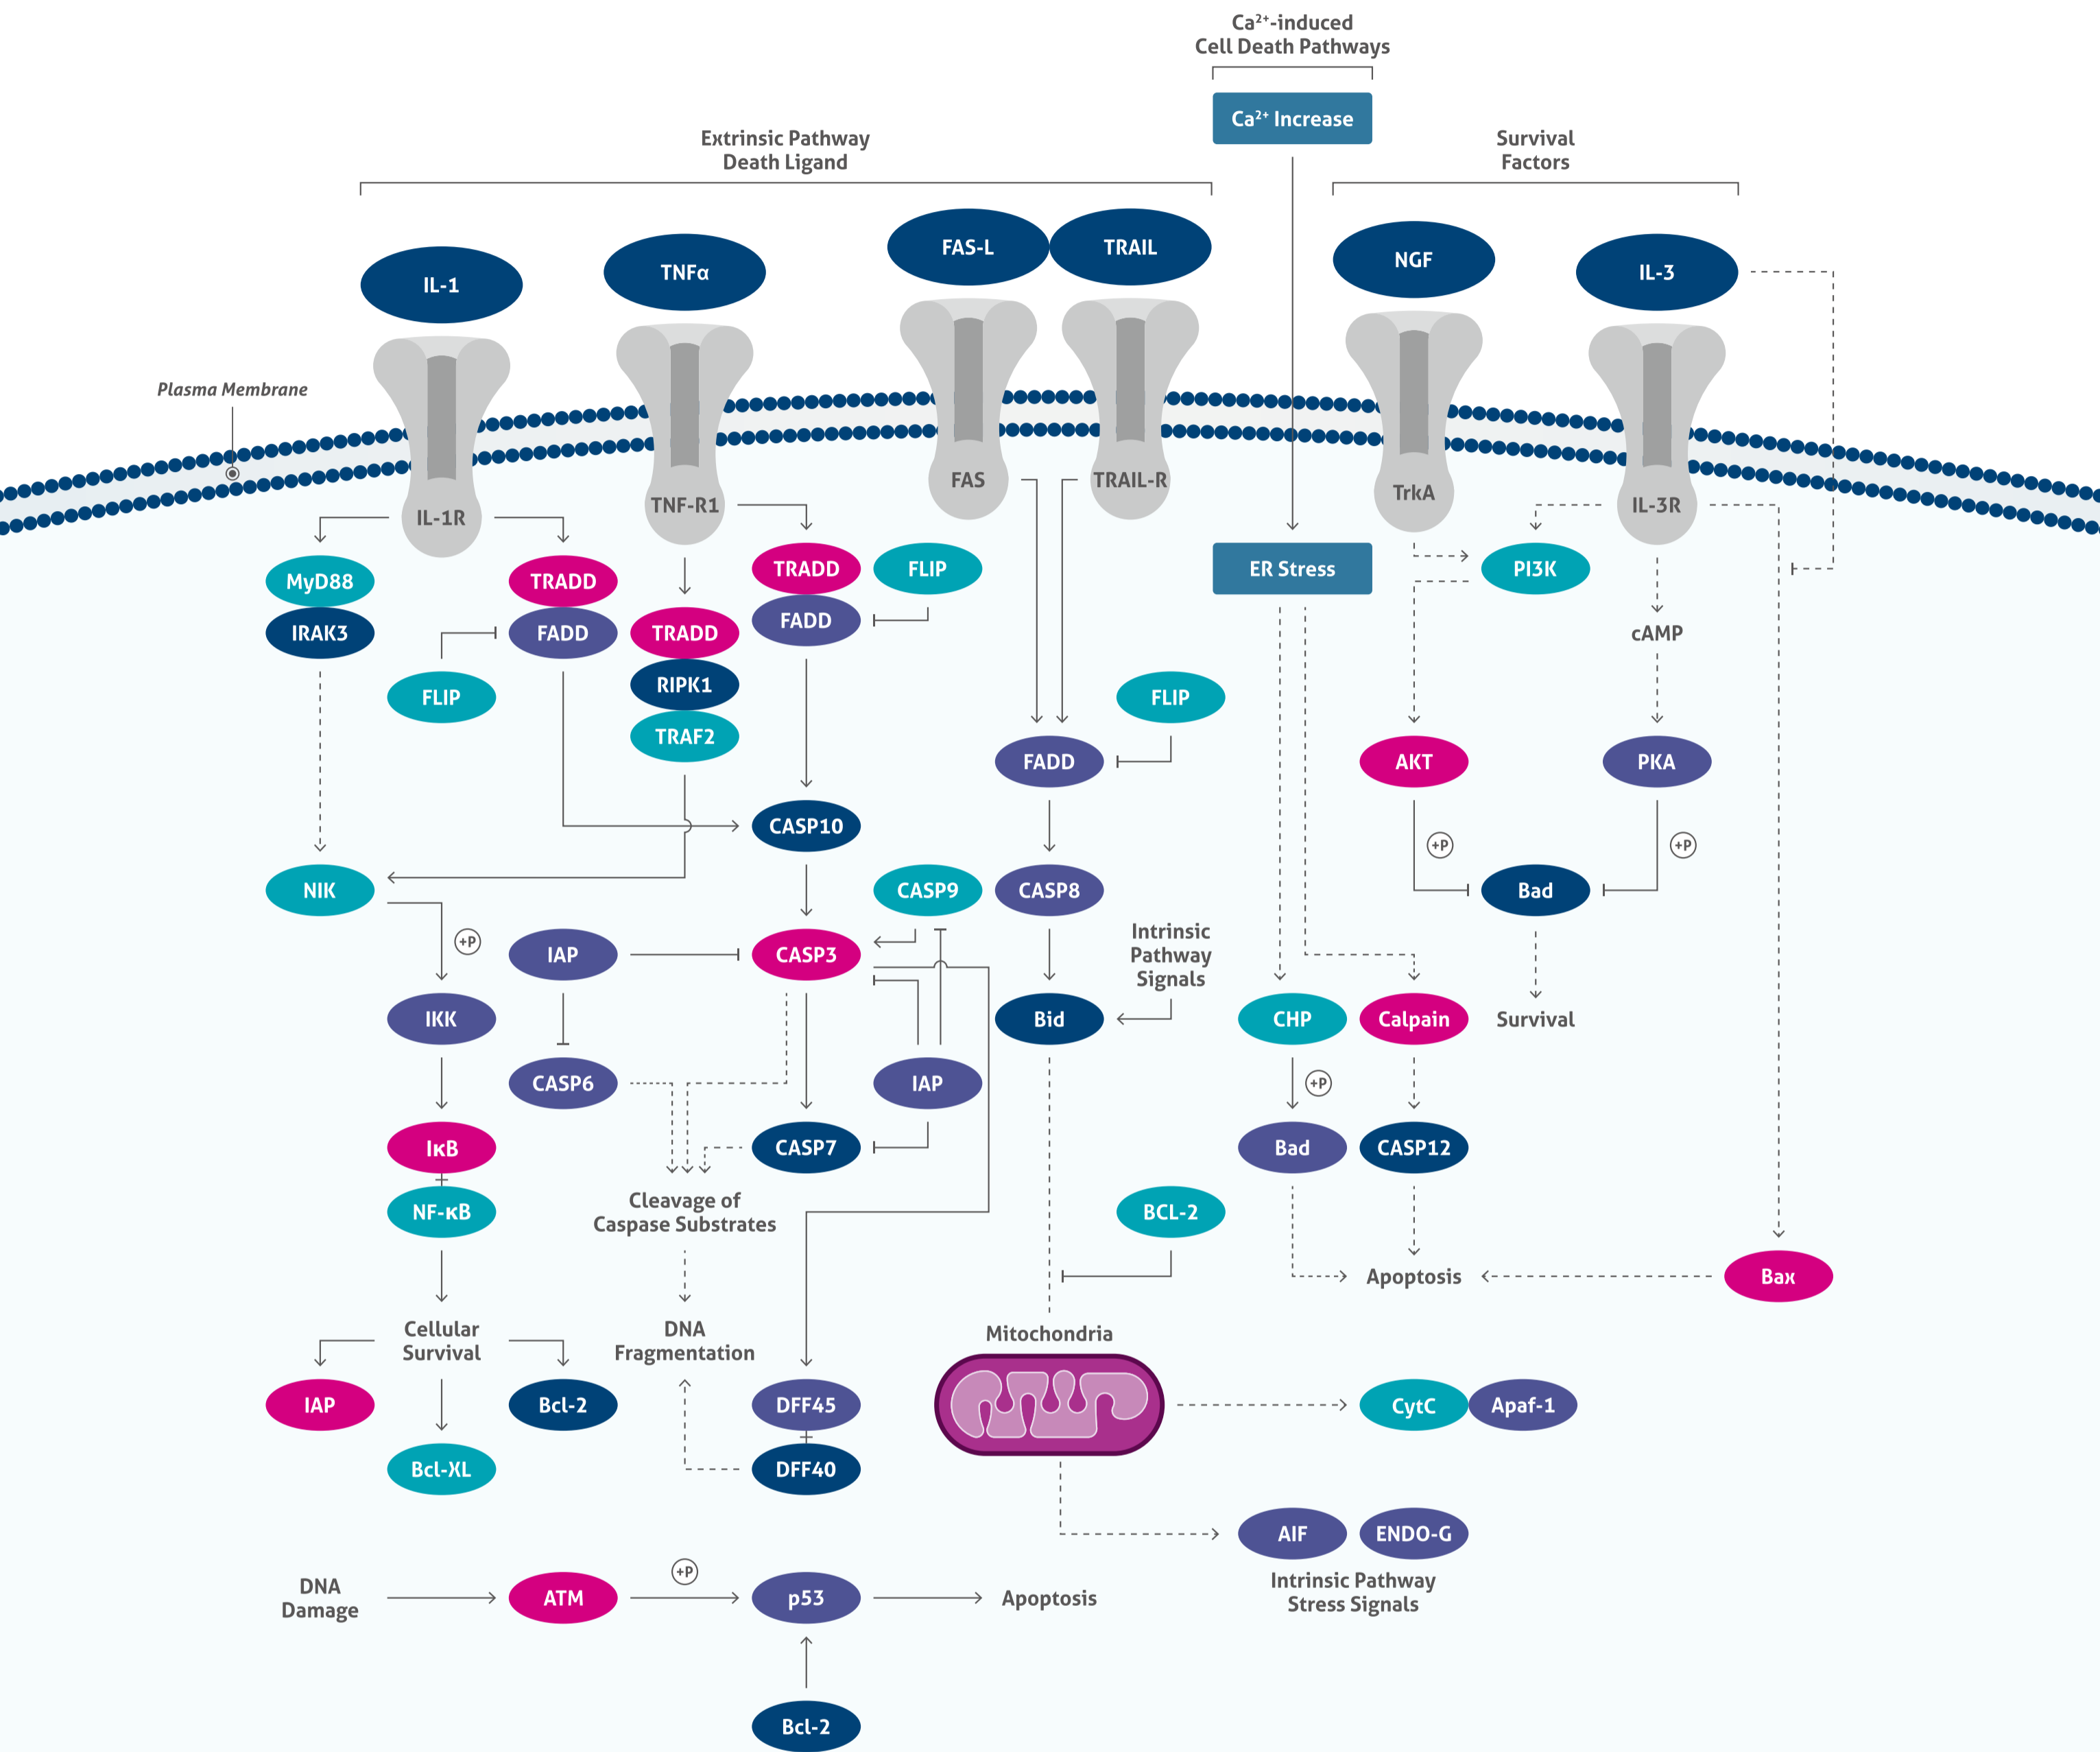 Ca²⁺-induced
Cell Death Pathways
Ca²⁺ Increase
Extrinsic Pathway
Death Ligand
Survival
Factors
IL-1
TNFα
FAS-L
TRAIL
NGF
IL-3
Plasma Membrane
IL-1R
TNF-R1
FAS
TRAIL-R
TrkA
IL-3R
MyD88
IRAK3
TRADD
FADD
FLIP
TRADD
RIPK1
TRAF2
TRADD
FADD
FLIP
ER Stress
PI3K
cAMP
FLIP
FADD
AKT
PKA
CASP10
+P
+P
NIK
CASP9
CASP8
Bad
+P
IAP
CASP3
Intrinsic
Pathway
Signals
IKK
Bid
CHP
Calpain
Survival
CASP6
IAP
+P
IκB
CASP7
Bad
CASP12
NF-κB
Cleavage of
Caspase Substrates
BCL-2
Apoptosis
Bax
Cellular
Survival
DNA
Fragmentation
Mitochondria
IAP
Bcl-2
DFF45
CytC
Apaf-1
Bcl-XL
DFF40
AIF
ENDO-G
Intrinsic Pathway
Stress Signals
DNA
Damage
ATM
+P
p53
Apoptosis
Bcl-2